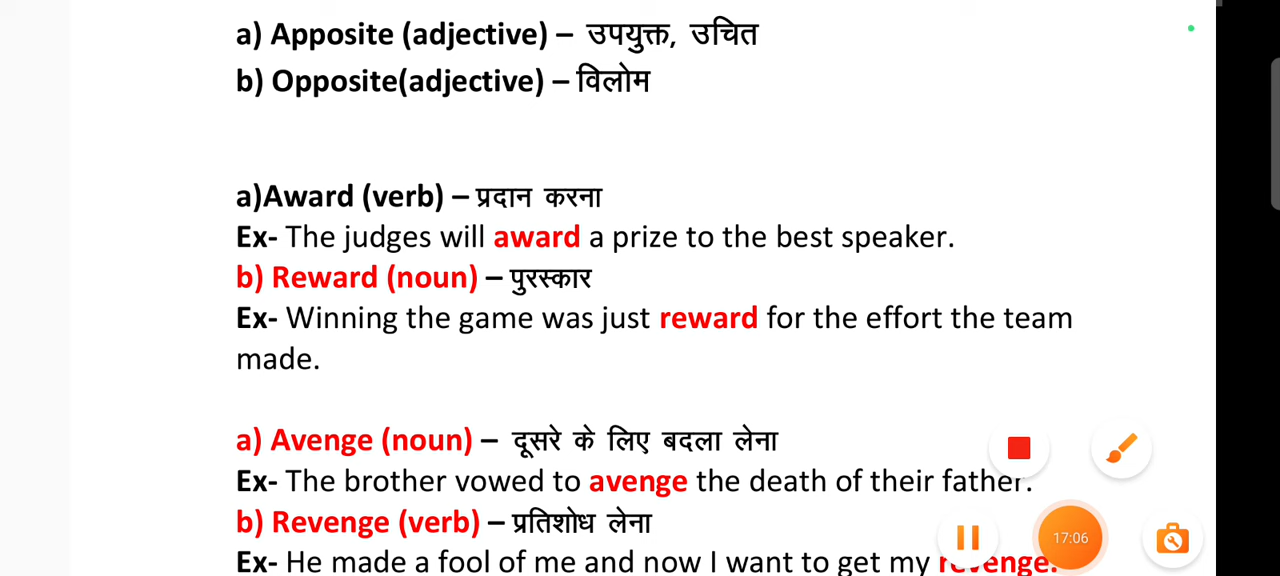 a) Apposite (adjective) – उपयुक्त, उचित
b) Opposite(adjective) – विलोम
a)Award (verb) – प्रदान करना
Ex- The judges will award a prize to the best speaker.
b) Reward (noun) – पुरस्कार
Ex- Winning the game was just reward for the effort the team
made.
a) Avenge (noun) – दूसरे के लिए बदला लेना
Ex- The brother vowed to avenge the death of their father.
b) Revenge (verb) – प्रतिशोध लेना
17:06
Ex- He made a fool of me and now I want to get my revenge.